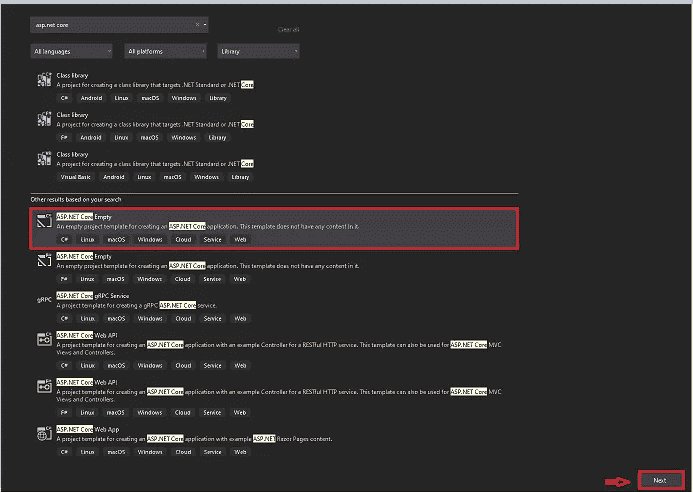 asp.net core
Clear all
All languages
All platforms
Library
Class library
A project for creating a class library that targets .NET Standard or .NET Core
C# Android Linux macOS Windows Library
Class library
A project for creating a class library that targets .NET Standard or .NET Core
F# Android Linux macOS Windows Library
Class library
A project for creating a class library that targets .NET Standard or .NET Core
Visual Basic Android Linux macOS Windows Library
Other results based on your search
ASP.NET Core Empty
An empty project template for creating an ASP.NET Core application. This template does not have any content in it.
C# Linux macOS Windows Cloud Service Web
ASP.NET Core Empty
An empty project template for creating an ASP.NET Core application. This template does not have any content in it.
F# Linux macOS Windows Cloud Service Web
gRPC
ASP.NET Core gRPC Service
A project template for creating a gRPC ASP.NET Core service.
C# Linux macOS Windows Cloud Service Web
ASP.NET Core Web API
A project template for creating an ASP.NET Core application with an example Controller for a RESTful HTTP service. This template can also be used for ASP.NET Core MVC
Views and Controllers.
C# Linux macOS Windows Cloud Service Web
ASP.NET Core Web API
A project template for creating an ASP.NET Core application with an example Controller for a RESTful HTTP service. This template can also be used for ASP.NET Core MVC
Views and Controllers.
F# Linux macOS Windows Cloud Service Web
ASP.NET Core Web App
A project template for creating an ASP.NET Core application with example ASP.NET Razor Pages content.
C# Linux macOS Windows Cloud Service Web
Next